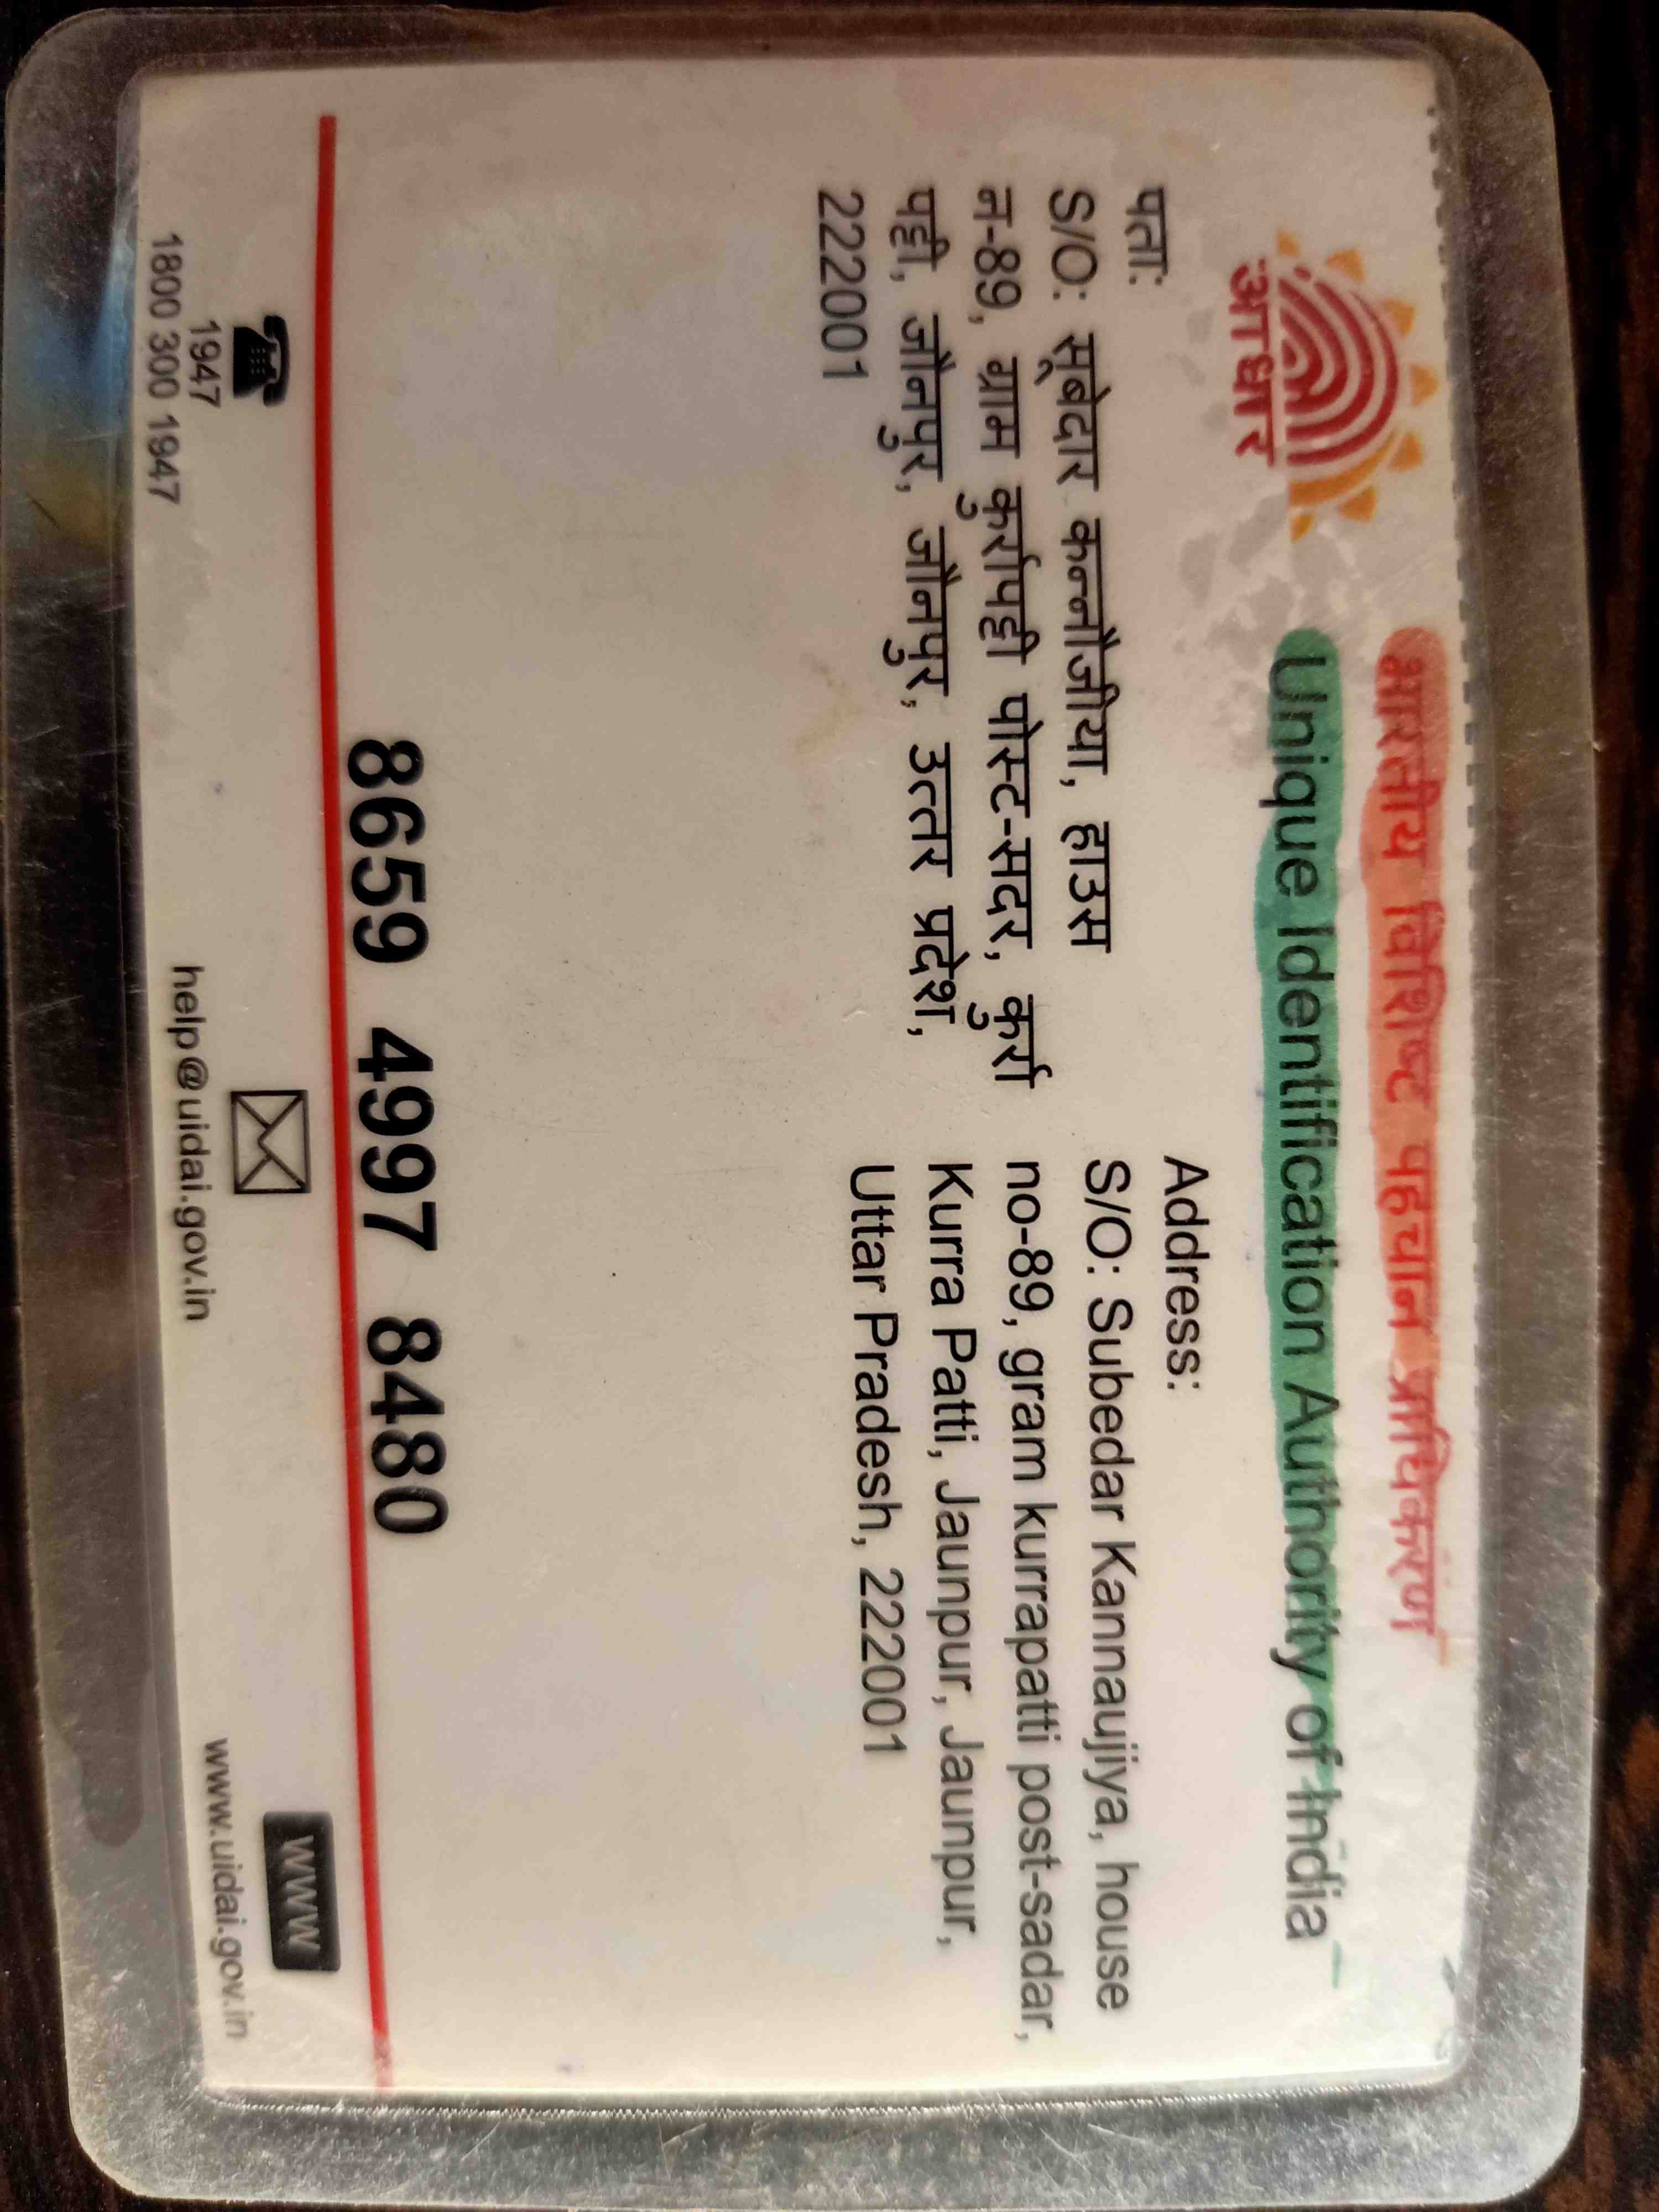 भारतीय विशिष्ट पहचान प्राधिकरण
Unique Identification Authority of India
आधार
पता:
S/O: सूबेदार कन्नौजीया, हाउस
न-89, ग्राम कुर्रापट्टी पोस्ट-सदर, कुर्रा
पट्टी, जौनपुर, जौनपुर, उत्तर प्रदेश,
222001
Address:
S/O: Subedar Kannaujiya, house
no-89, gram kurrapatti post-sadar,
Kurra Patti, Jaunpur, Jaunpur,
Uttar Pradesh, 222001
8659 4997 8480
1947
1800 300 1947
help@uidai.gov.in
WWW
www.uidai.gov.in